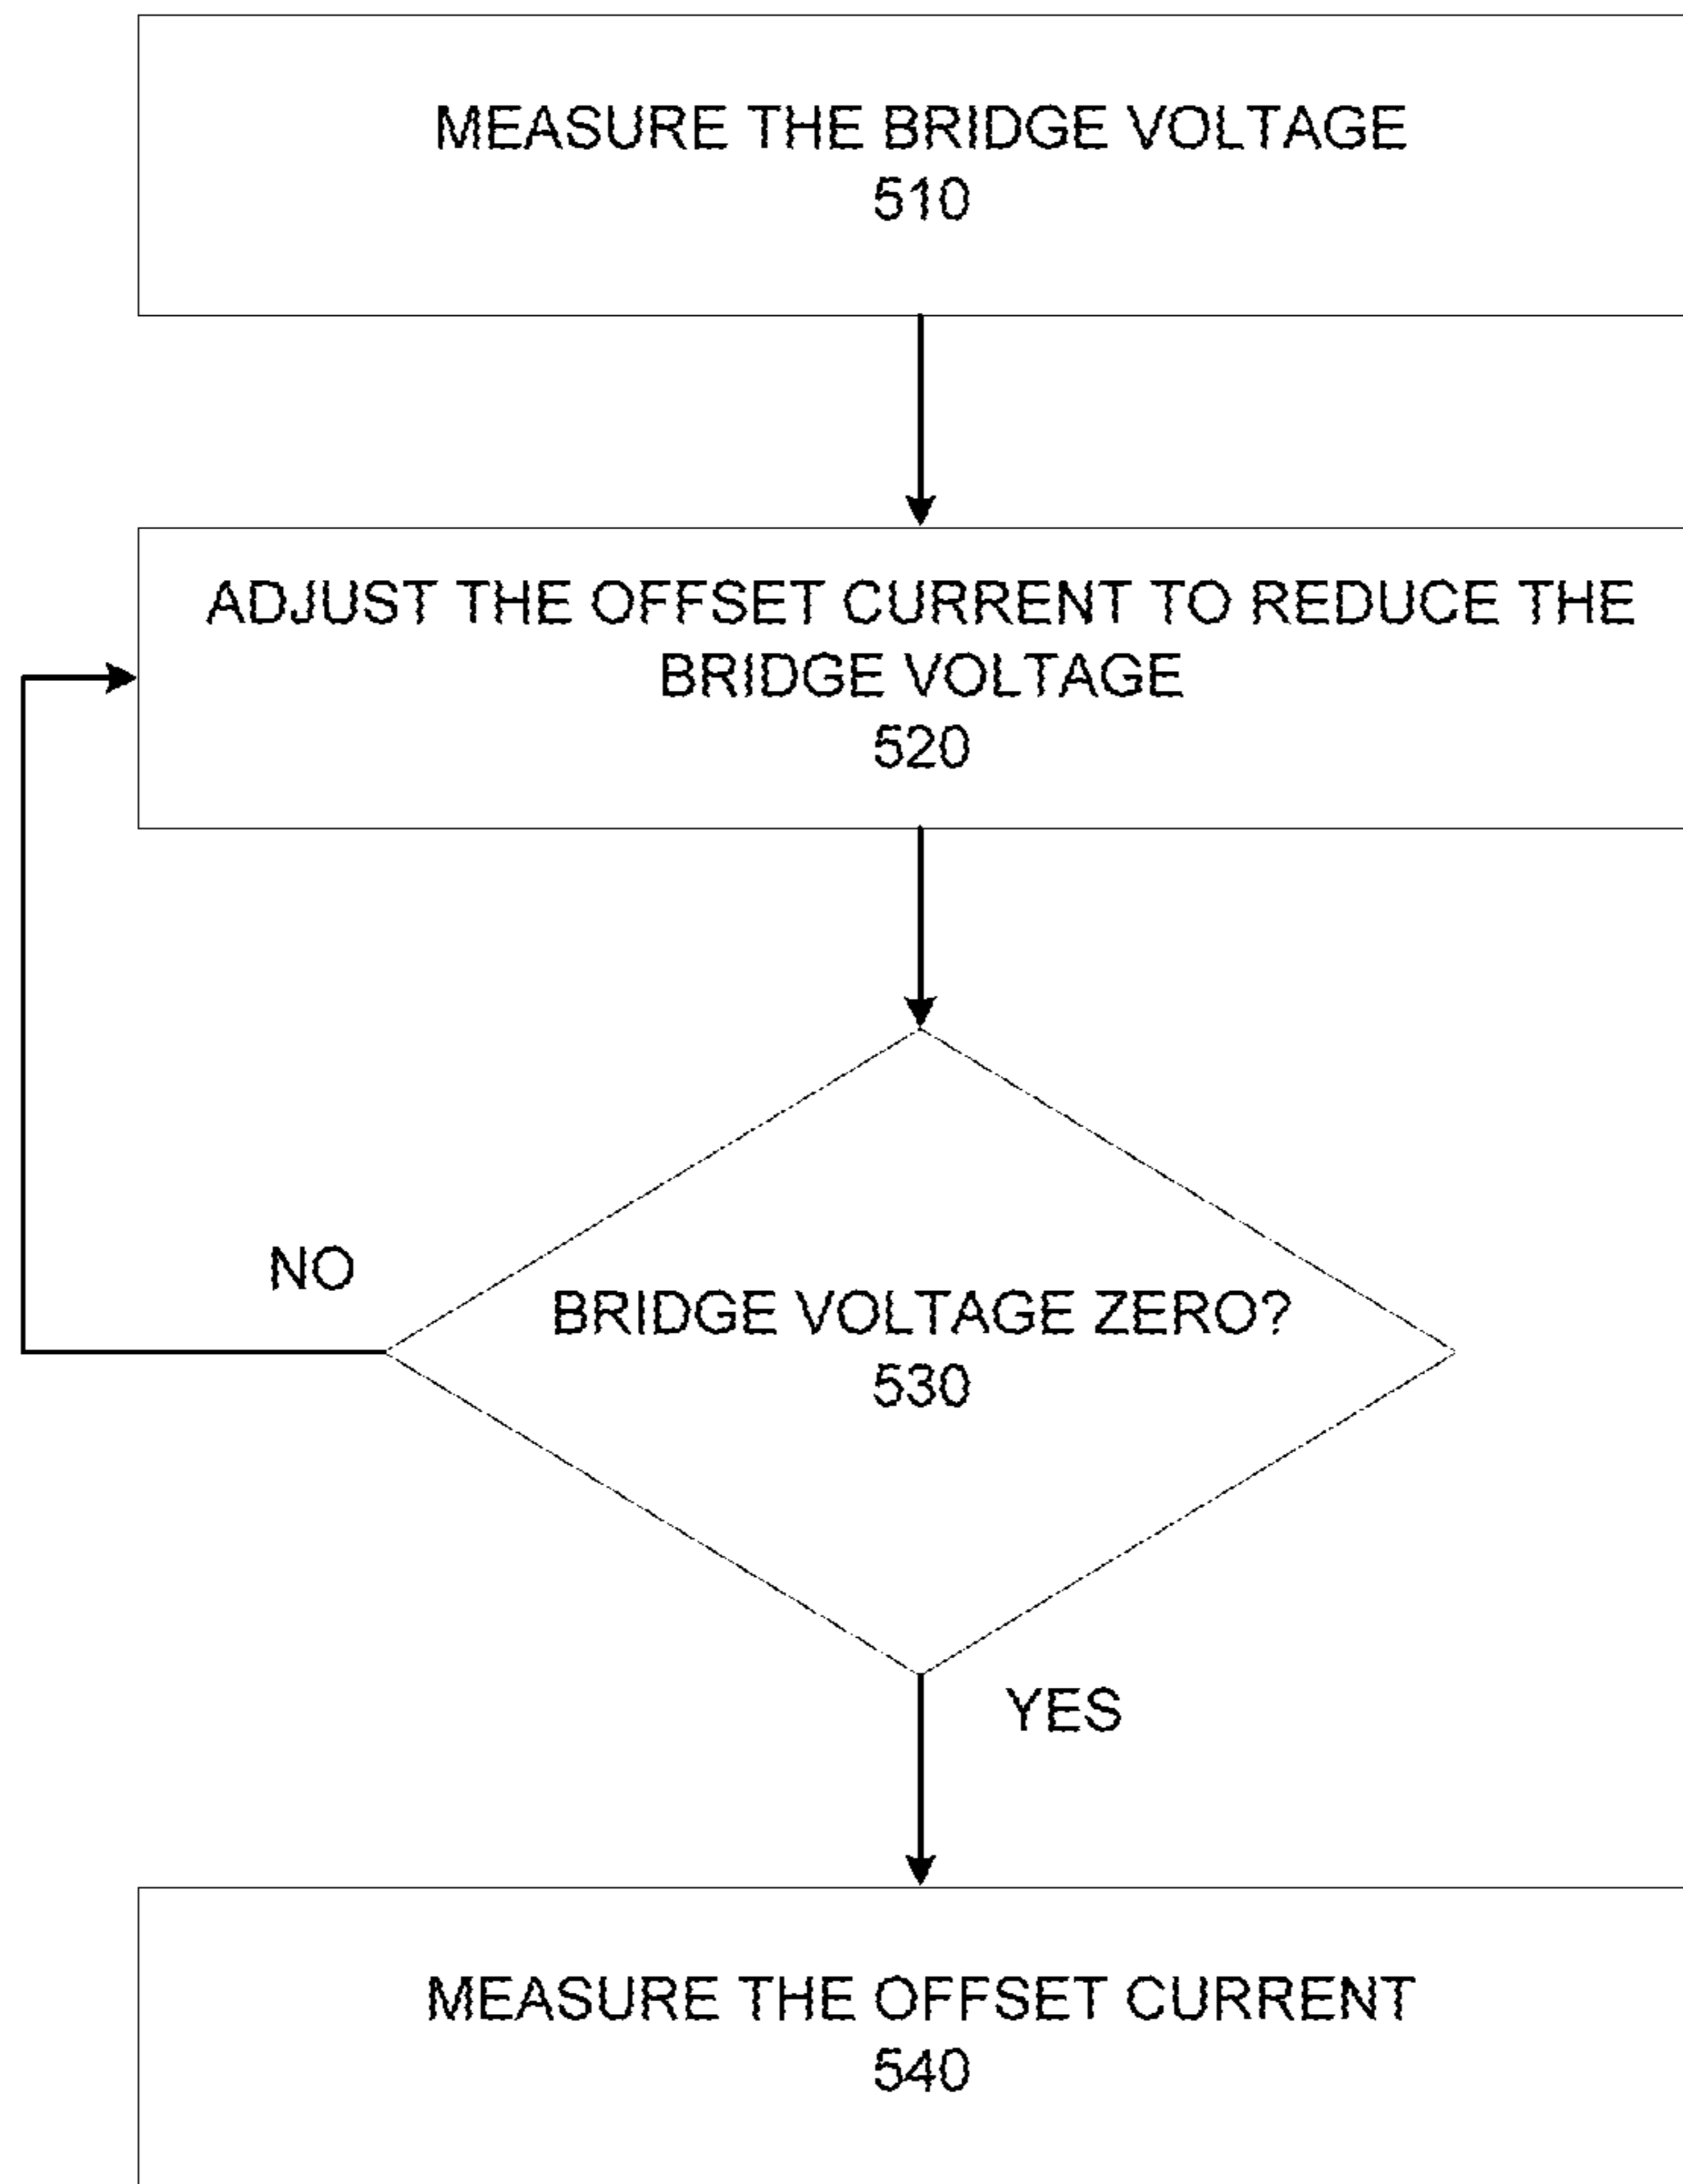 MEASURE THE BRIDGE VOLTAGE
510
ADJUST THE OFFSET CURRENT TO REDUCE THE
BRIDGE VOLTAGE
520
NO
BRIDGE VOLTAGE ZERO?
530
YES
MEASURE THE OFFSET CURRENT
540